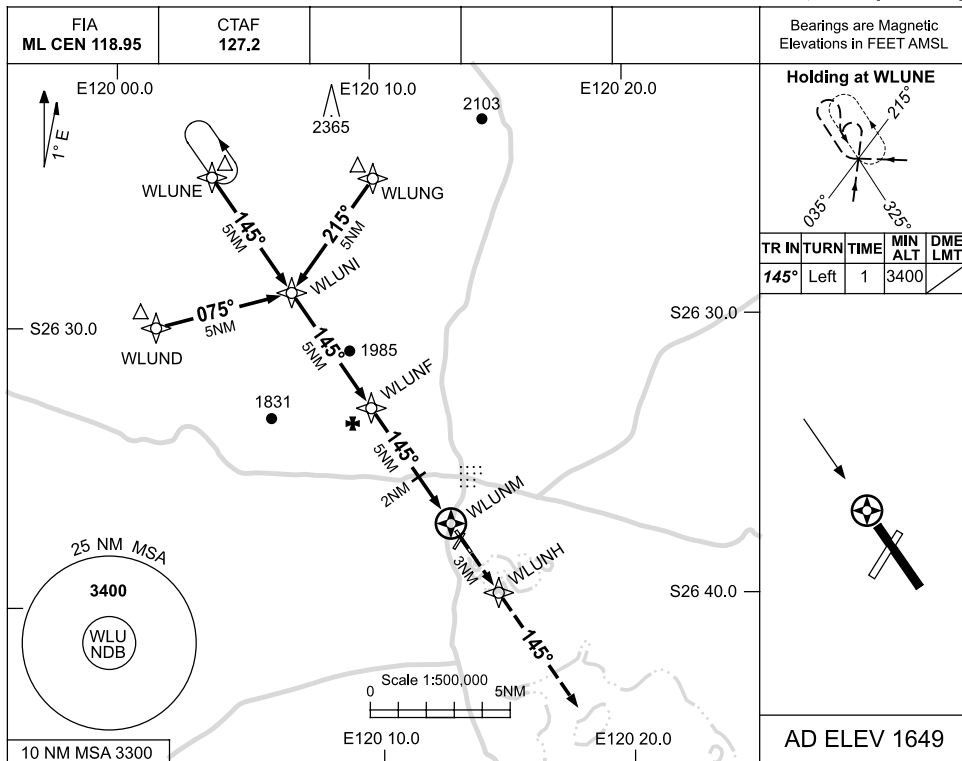 FIA
ML CEN 118.95
CTAF
127.2
Bearings are Magnetic
Elevations in FEET AMSL
E120 00.0
E120 10.0
E120 20.0
1° E
2365
2103
WLUNE
WLUNG
145°
5NM
215°
5NM
WLUNI
075°
5NM
WLUND
S26 30.0
S26 30.0
145°
5NM
1985
WLUNF
1831
145°
5NM
2NM
WLUNM
3NM
WLUNH
S26 40.0
145°
25 NM MSA
3400
WLU
NDB
Scale 1:500,000
0
5NM
E120 10.0
E120 20.0
10 NM MSA 3300
Holding at WLUNE
215°
035°
325°
TR IN TURN TIME MIN ALT DME LMT
145° Left 1 3400
AD ELEV 1649